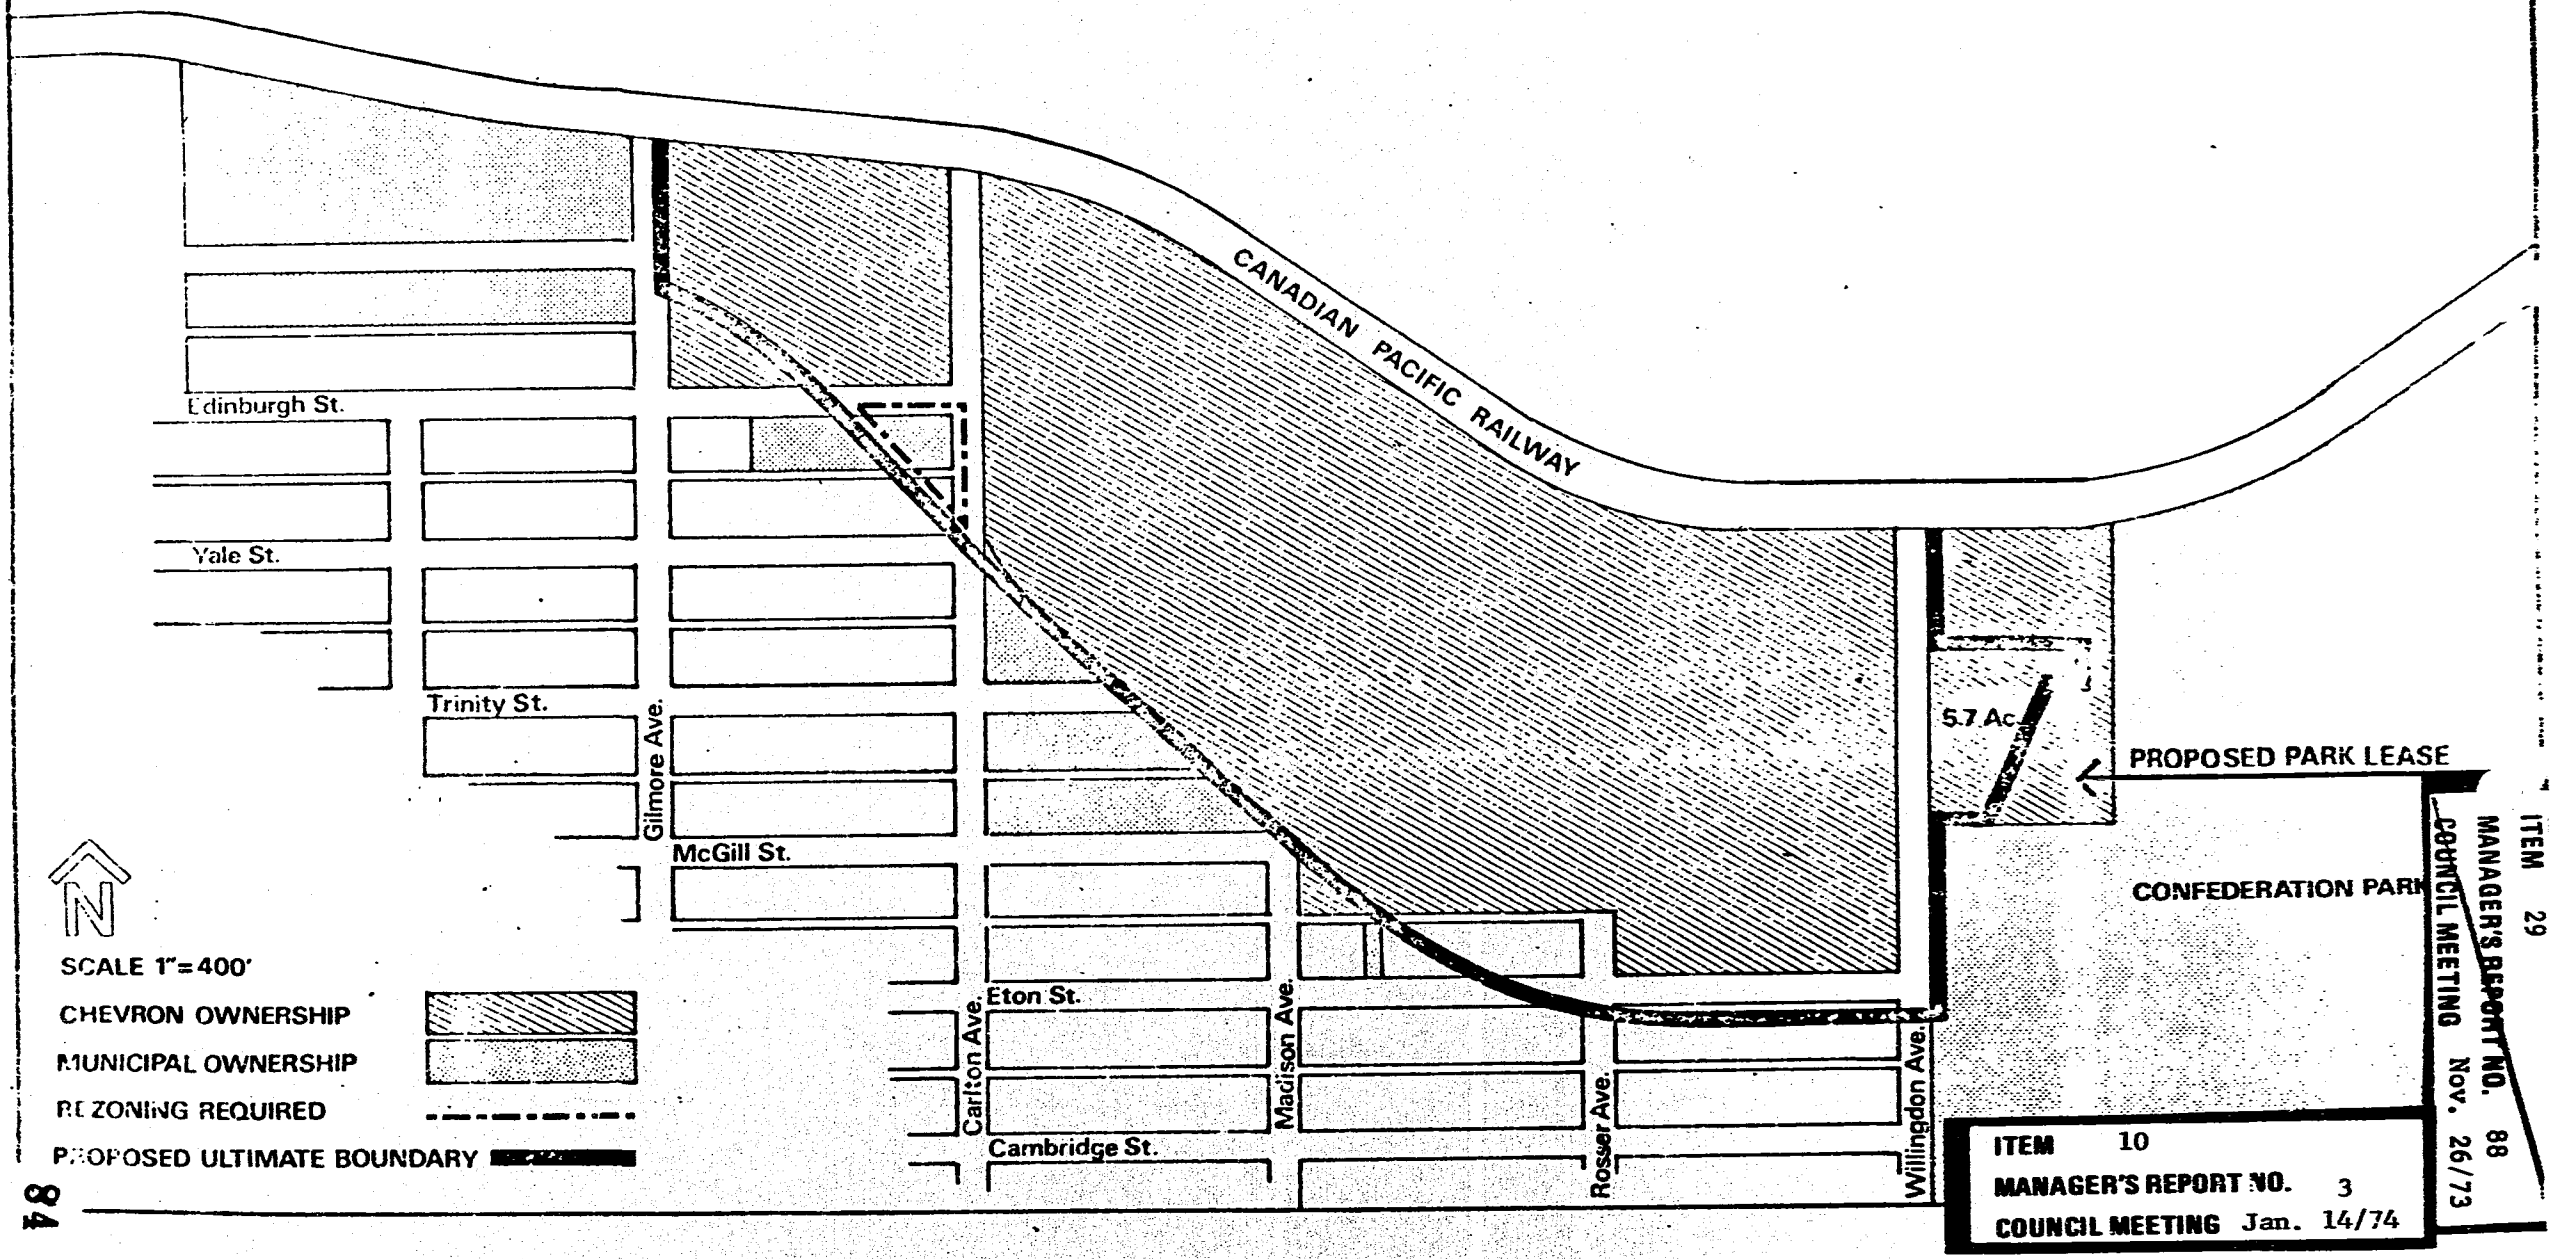 CANADIAN PACIFIC RAILWAY
Edinburgh St.
Yale St.
Trinity St.
Gilmore Ave.
McGill St.
5.7 Ac.
PROPOSED PARK LEASE
CONFEDERATION PARK
N
SCALE 1"=400'
CHEVRON OWNERSHIP
MUNICIPAL OWNERSHIP
REZONING REQUIRED
PROPOSED ULTIMATE BOUNDARY
Eton St.
Carlton Ave.
Madison Ave.
Cambridge St.
Rosser Ave.
Willingdon Ave.
ITEM 29
MANAGER'S REPORT NO. 88
COUNCIL MEETING Nov. 26/73
ITEM 10
MANAGER'S REPORT NO. 3
COUNCIL MEETING Jan. 14/74
84